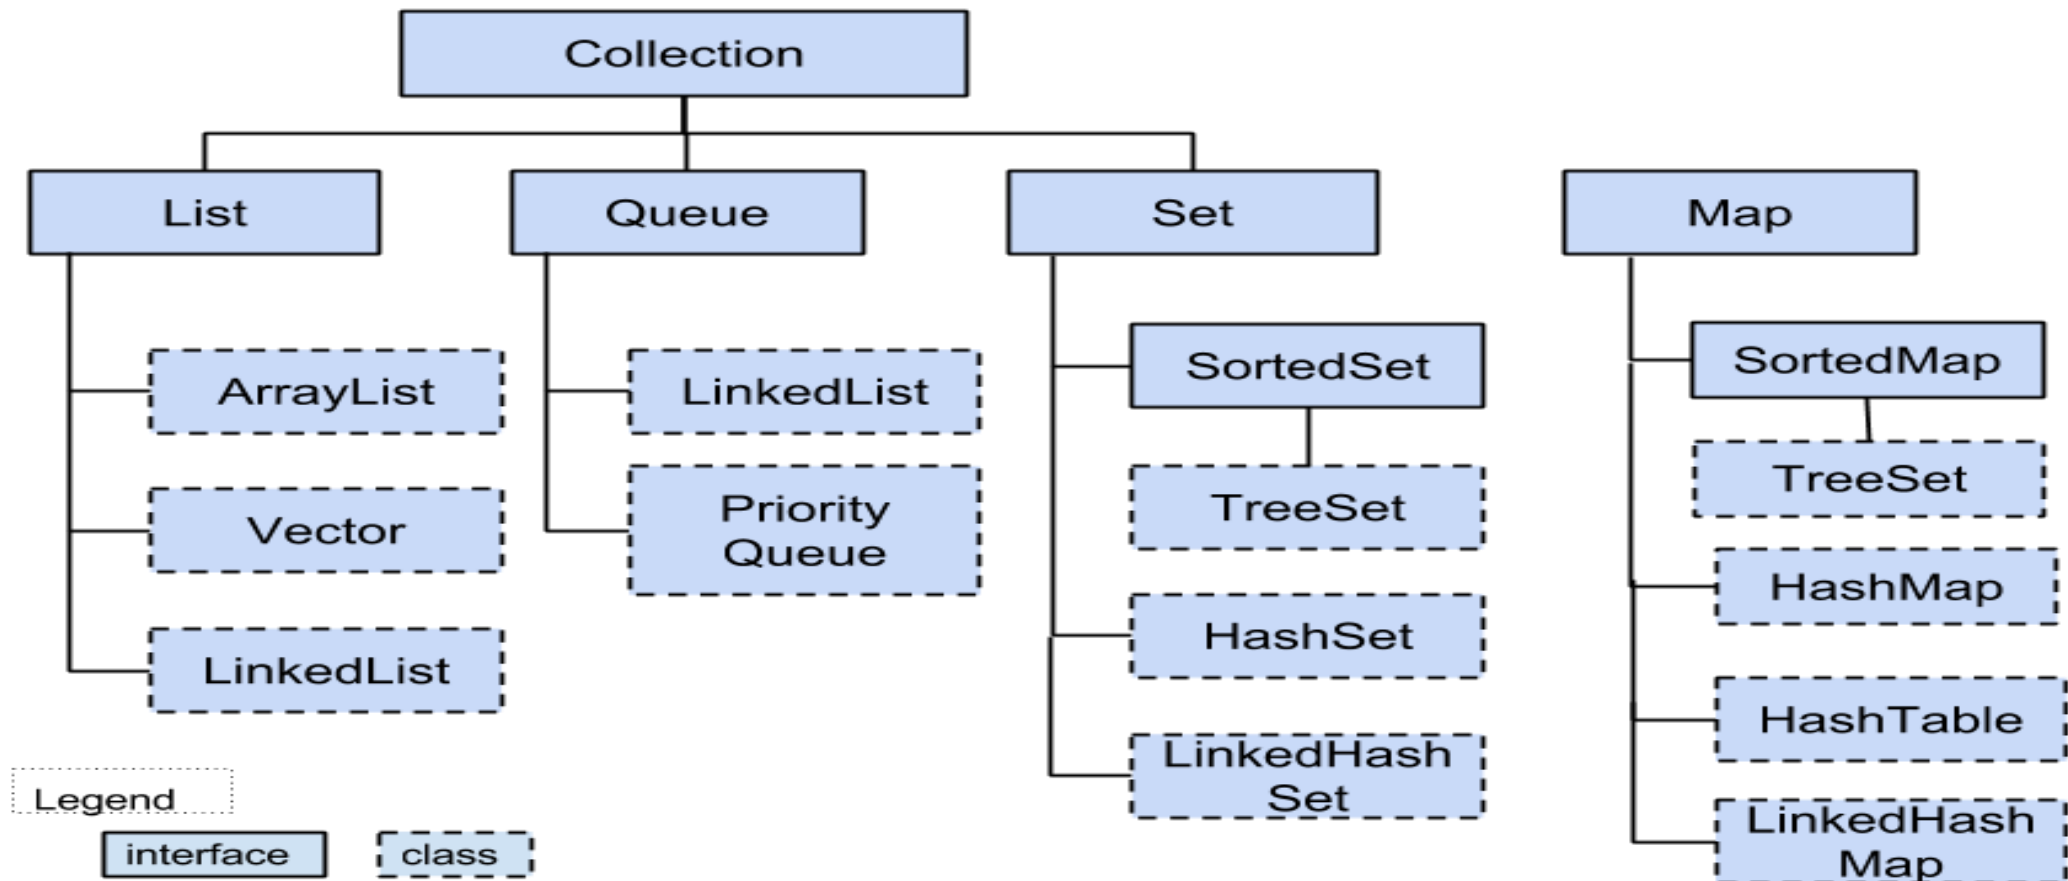 Collection
List
Queue
Set
Map
ArrayList
Vector
LinkedList
LinkedList
Priority
Queue
SortedSet
TreeSet
HashSet
LinkedHash
Set
SortedMap
TreeSet
HashMap
HashTable
LinkedHash
Map
Legend
interface
class